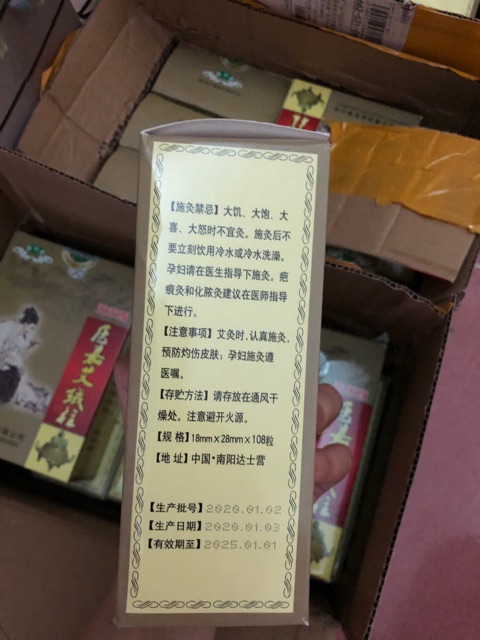 【施灸禁忌】大饥、大饱、大
喜、大怒时不宜灸。施灸后不
要立刻饮用冷水或冷水洗澡。
孕妇请在医生指导下施灸。疤
痕灸和化脓灸建议在医师指导
下进行。
【注意事项】艾灸时，认真施灸，
预防灼伤皮肤；孕妇施灸遵
医嘱。
【存贮方法】请存放在通风干
燥处。注意避开火源。
【规 格】18mm×28mm×108粒
【地 址】中国·南阳达士营
【生产批号】2020.01.02
【生产日期】2020.01.03
【有效期至】2025.01.01
艾
柱